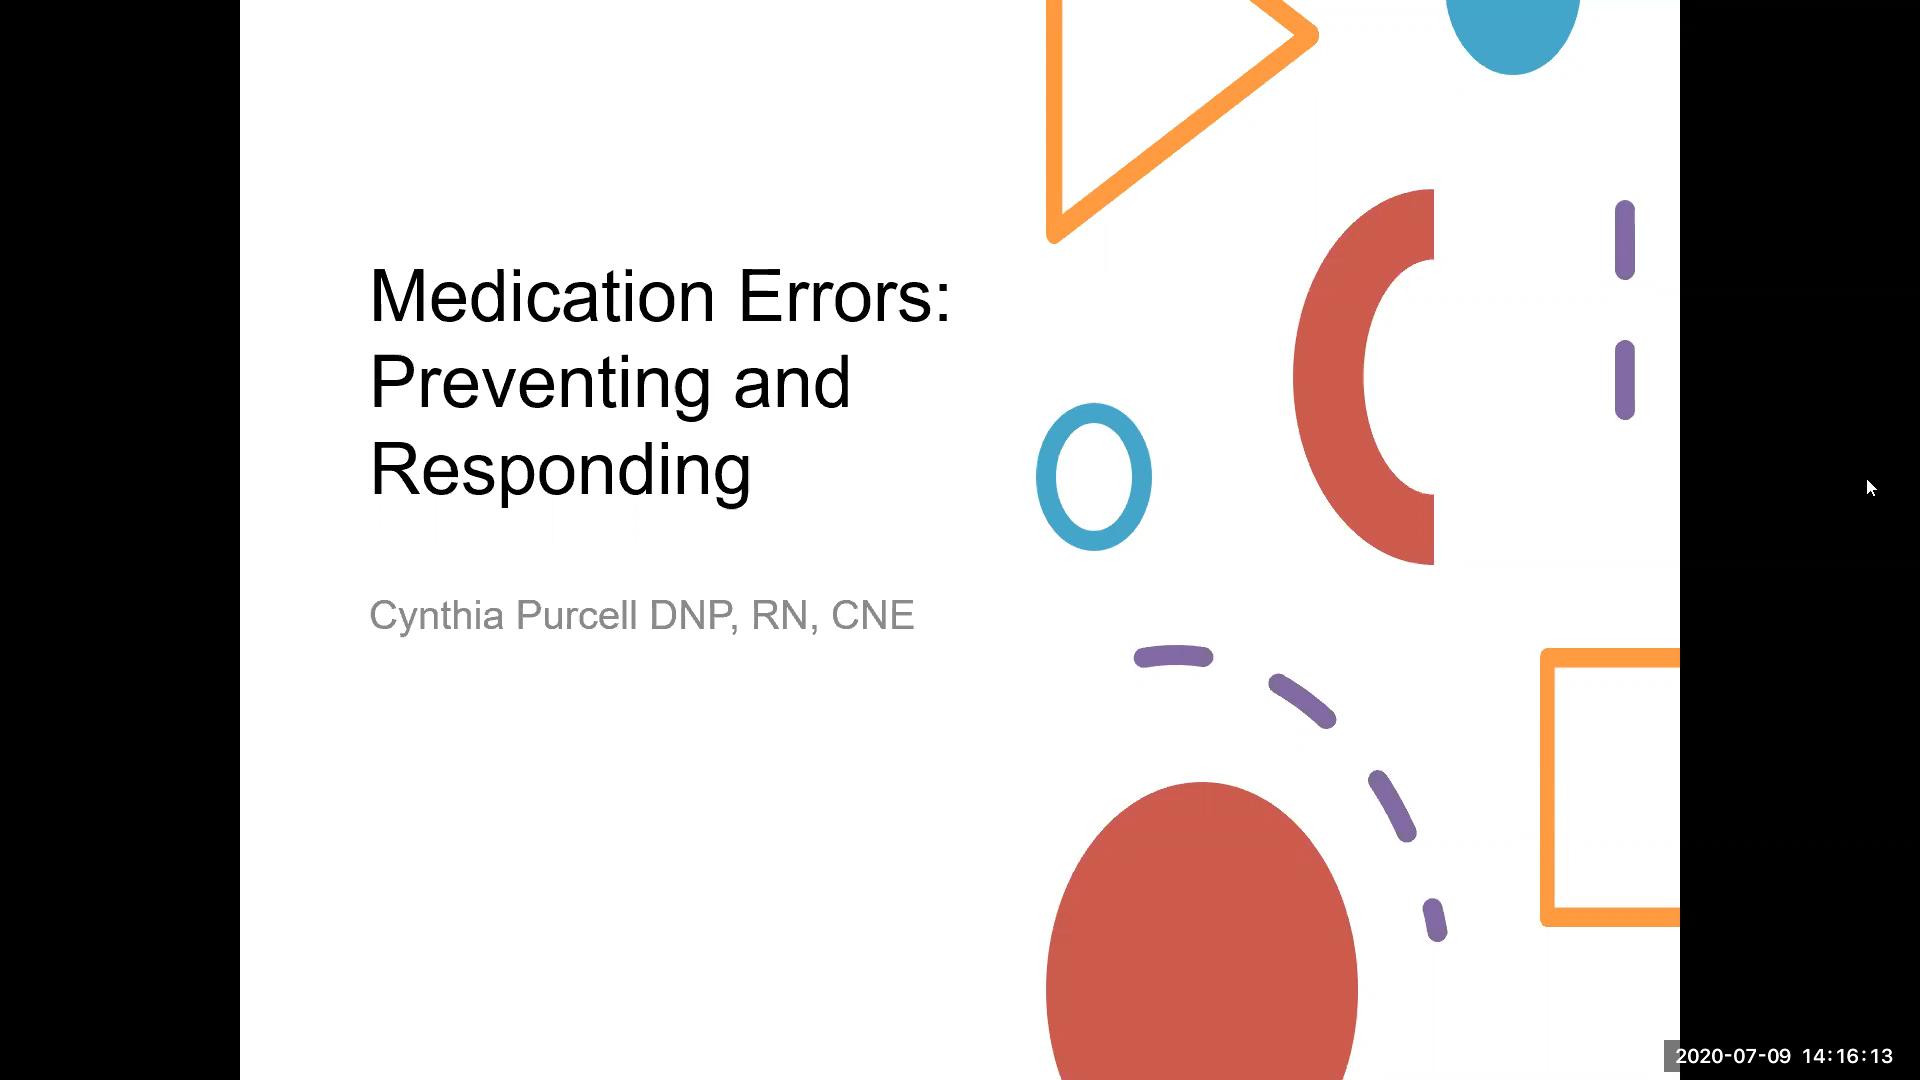 Medication Errors:
Preventing and
Responding
Cynthia Purcell DNP, RN, CNE
2020-07-09 14:16:13